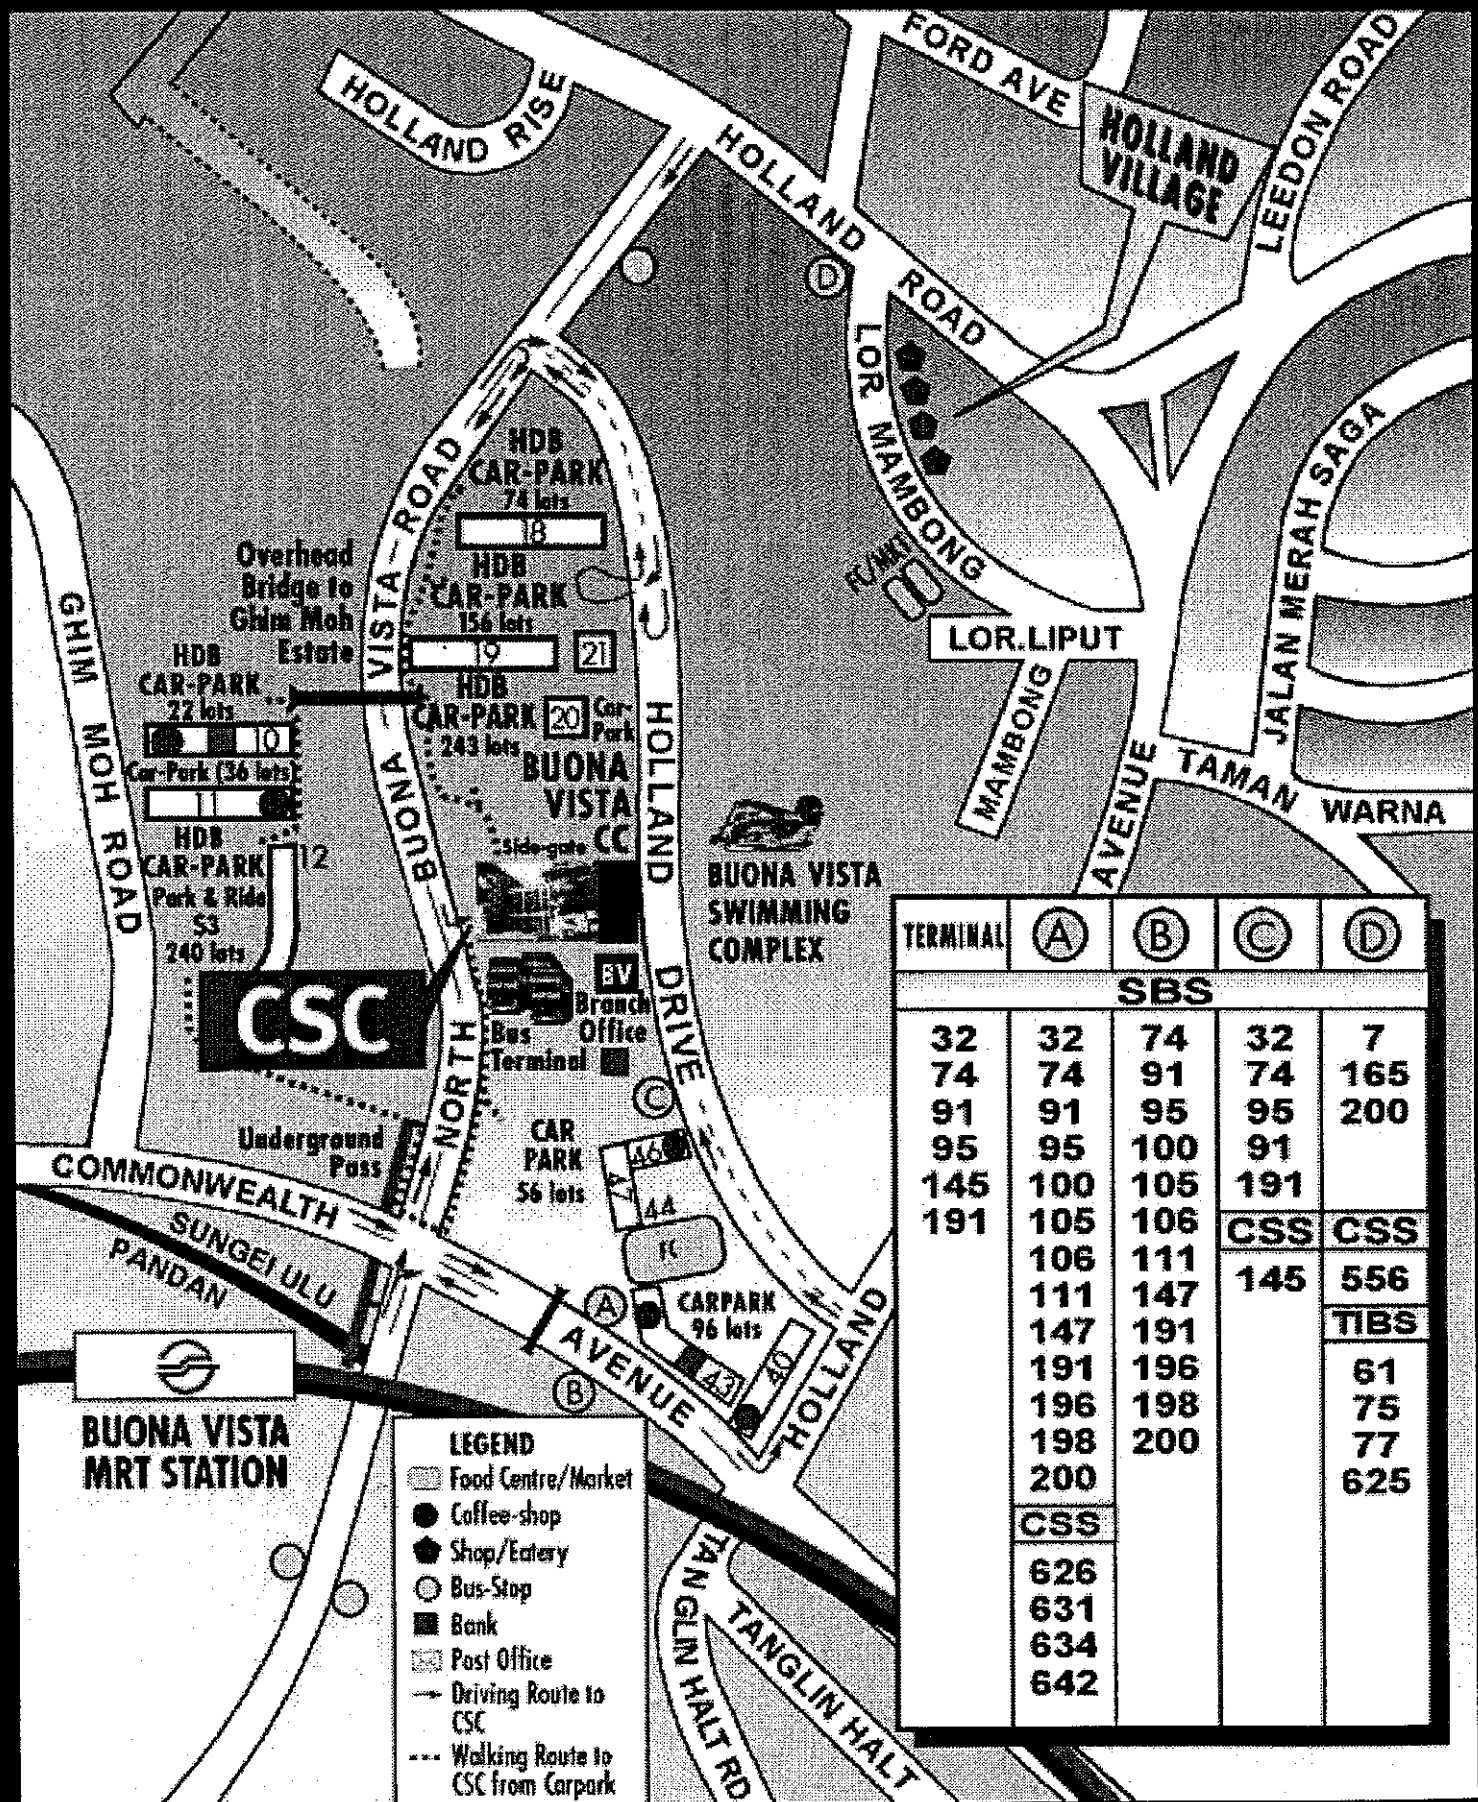 FORD AVE
LEEDON ROAD
HOLLAND RISE
HOLLAND
VILLAGE
HOLLAND
ROAD
D
LOR MAMBONG
HDB
CAR-PARK
74 lots
18
VISTA ROAD
HDB
CAR-PARK
156 lots
19
21
Overhead
Bridge to
Ghim Moh
Estate
FC/MKT
LOR.LIPUT
MAMBONG
JALAN MERAH SAGA
GHIM MOH ROAD
HDB
CAR-PARK
22 lots
10
Car-Park (36 lots)
11
HDB
CAR-PARK
Park & Ride
S3
240 lots
12
HDB
CAR-PARK
243 lots
20
Car-
Park
BUONA
VISTA
CC
Side-gate
BUONA
HOLLAND
DRIVE
AVENUE
TAMAN WARNA
BUONA VISTA
SWIMMING
COMPLEX
CSC
Bus
Terminal
BV
Branch
Office
C
NORTH
Underground
Pass
CAR
PARK
56 lots
46
47
44
FC
COMMONWEALTH
AVENUE
SUNGEI ULU
PANDAN
A
B
CARPARK
96 lots
43
40
HOLLAND
BUONA VISTA
MRT STATION
TANGLIN HALT RD
TANGLIN HALT
LEGEND
Food Centre/Market
Coffee-shop
Shop/Eatery
Bus-Stop
Bank
Post Office
Driving Route to
CSC
Walking Route to
CSC from Carpark
TERMINAL A B C D
SBS
32 32 74 32 7
74 74 91 74 165
91 91 95 95 200
95 95 100 91
145 100 105 191
191 105 106 CSS CSS
106 111 145 556
111 147 TIBS
147 191 61
191 196 75
196 198 77
198 200 625
200
CSS
626
631
634
642